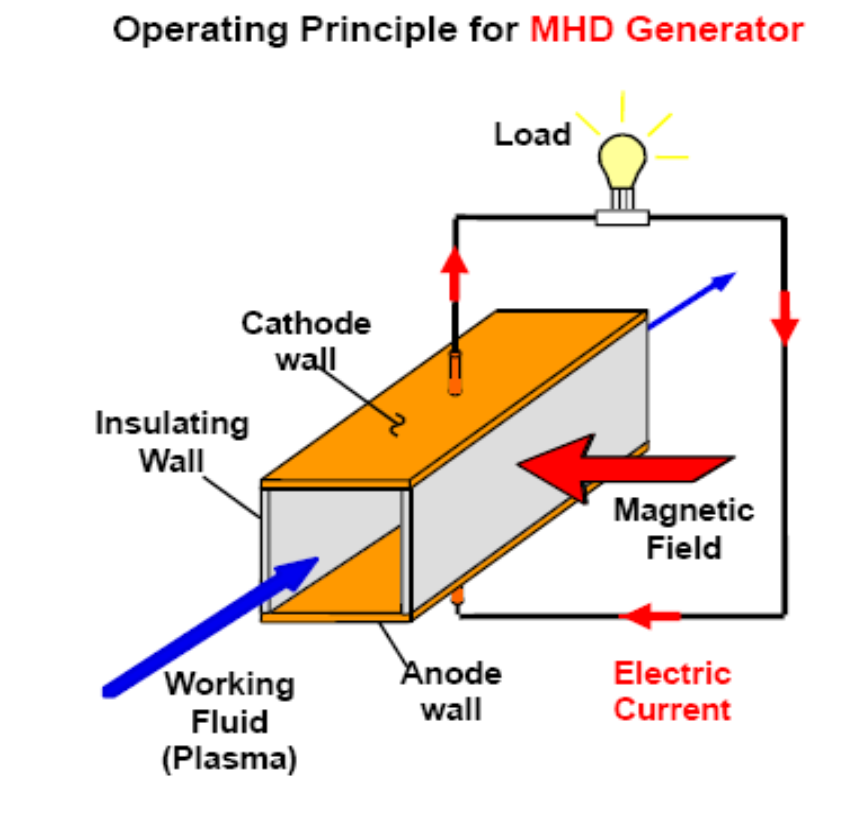 Operating Principle for MHD Generator
Load
Cathode
wall
Insulating
Wall
Magnetic
Field
Working
Fluid
(Plasma)
Anode
wall
Electric
Current